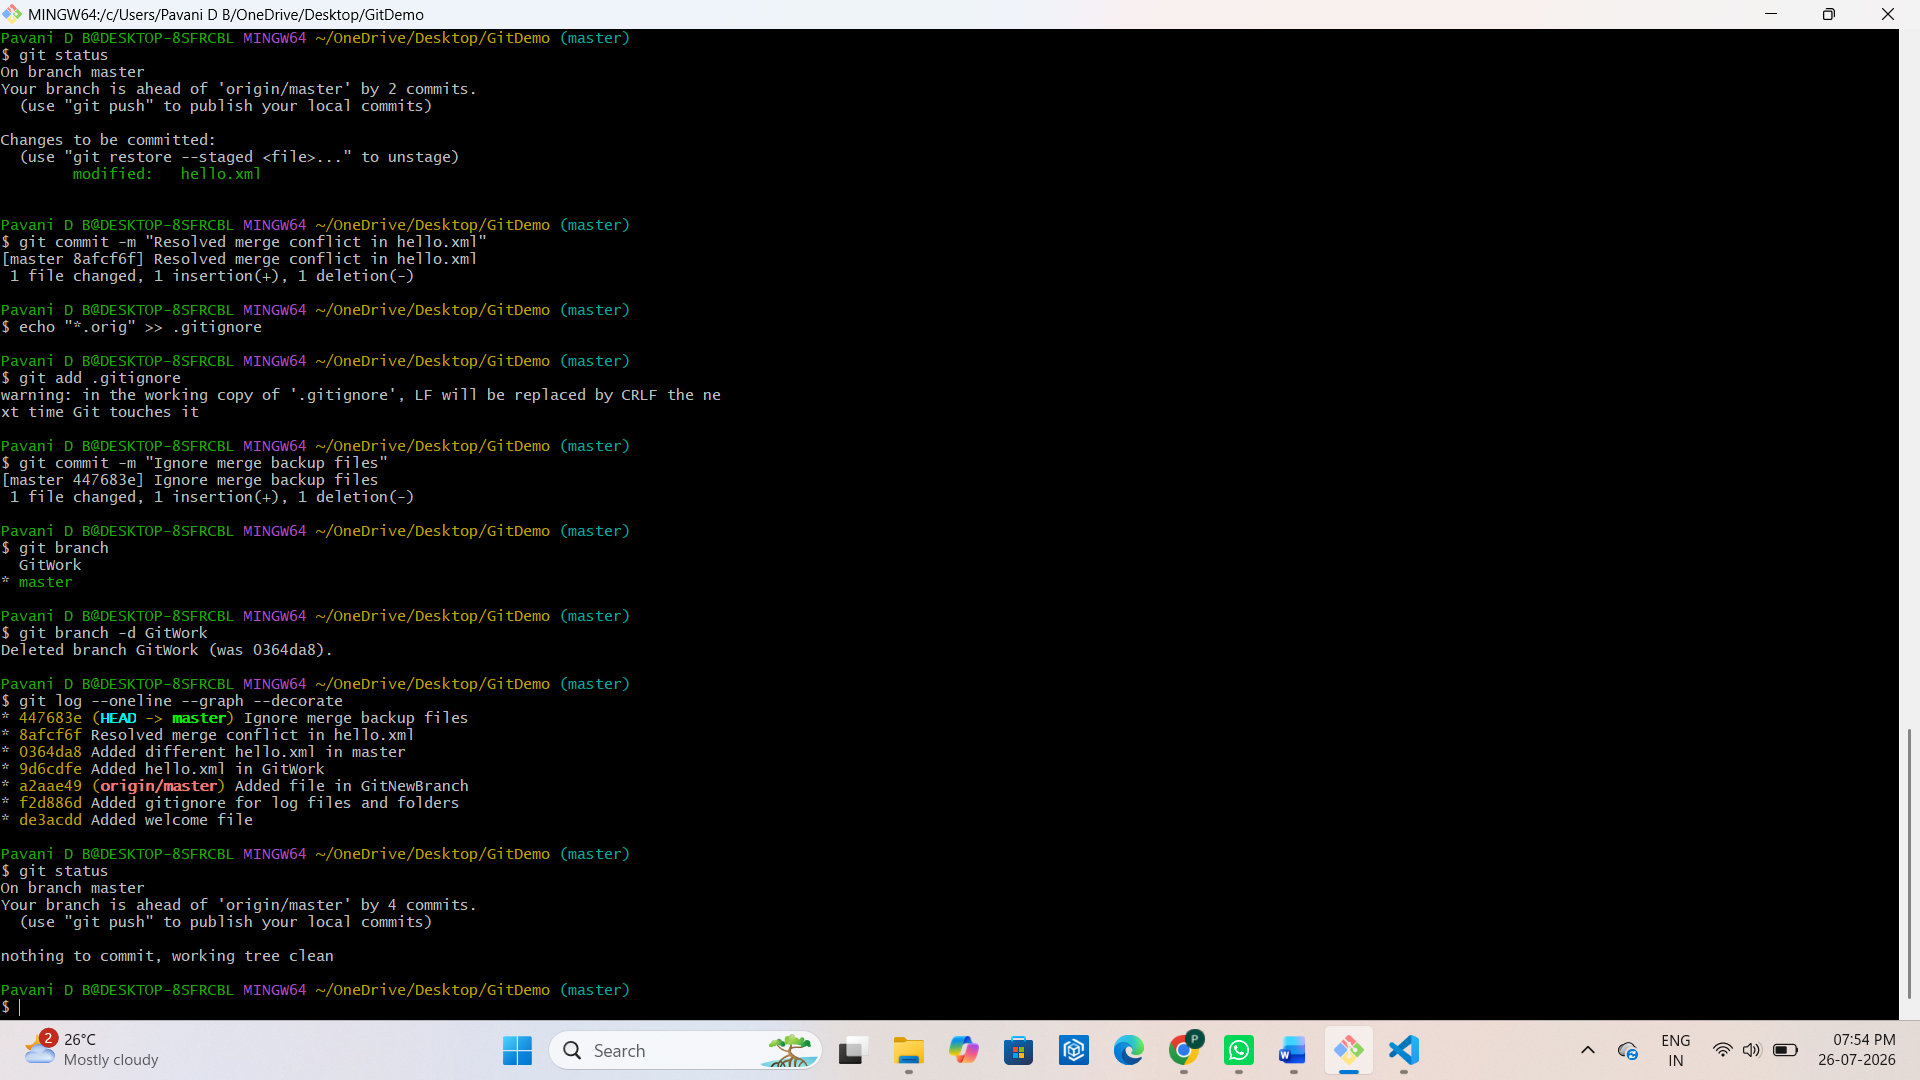 MINGW64:/c/Users/Pavani D B/OneDrive/Desktop/GitDemo
Pavani D B@DESKTOP-8SFRCBL MINGW64 ~/OneDrive/Desktop/GitDemo (master)
$ git status
On branch master
Your branch is ahead of 'origin/master' by 2 commits.
  (use "git push" to publish your local commits)
Changes to be committed:
  (use "git restore --staged <file>..." to unstage)
        modified:   hello.xml
Pavani D B@DESKTOP-8SFRCBL MINGW64 ~/OneDrive/Desktop/GitDemo (master)
$ git commit -m "Resolved merge conflict in hello.xml"
[master 8afcf6f] Resolved merge conflict in hello.xml
 1 file changed, 1 insertion(+), 1 deletion(-)
Pavani D B@DESKTOP-8SFRCBL MINGW64 ~/OneDrive/Desktop/GitDemo (master)
$ echo "*.orig" >> .gitignore
Pavani D B@DESKTOP-8SFRCBL MINGW64 ~/OneDrive/Desktop/GitDemo (master)
$ git add .gitignore
warning: in the working copy of '.gitignore', LF will be replaced by CRLF the ne
xt time Git touches it
Pavani D B@DESKTOP-8SFRCBL MINGW64 ~/OneDrive/Desktop/GitDemo (master)
$ git commit -m "Ignore merge backup files"
[master 447683e] Ignore merge backup files
 1 file changed, 1 insertion(+), 1 deletion(-)
Pavani D B@DESKTOP-8SFRCBL MINGW64 ~/OneDrive/Desktop/GitDemo (master)
$ git branch
  GitWork
* master
Pavani D B@DESKTOP-8SFRCBL MINGW64 ~/OneDrive/Desktop/GitDemo (master)
$ git branch -d GitWork
Deleted branch GitWork (was 0364da8).
Pavani D B@DESKTOP-8SFRCBL MINGW64 ~/OneDrive/Desktop/GitDemo (master)
$ git log --oneline --graph --decorate
* 447683e (HEAD -> master) Ignore merge backup files
* 8afcf6f Resolved merge conflict in hello.xml
* 0364da8 Added different hello.xml in master
* 9d6cdfe Added hello.xml in GitWork
* a2aae49 (origin/master) Added file in GitNewBranch
* f2d886d Added gitignore for log files and folders
* de3acdd Added welcome file
Pavani D B@DESKTOP-8SFRCBL MINGW64 ~/OneDrive/Desktop/GitDemo (master)
$ git status
On branch master
Your branch is ahead of 'origin/master' by 4 commits.
  (use "git push" to publish your local commits)
nothing to commit, working tree clean
Pavani D B@DESKTOP-8SFRCBL MINGW64 ~/OneDrive/Desktop/GitDemo (master)
$
2
26°C
Mostly cloudy
Search
P
W
ENG
IN
07:54 PM
26-07-2026